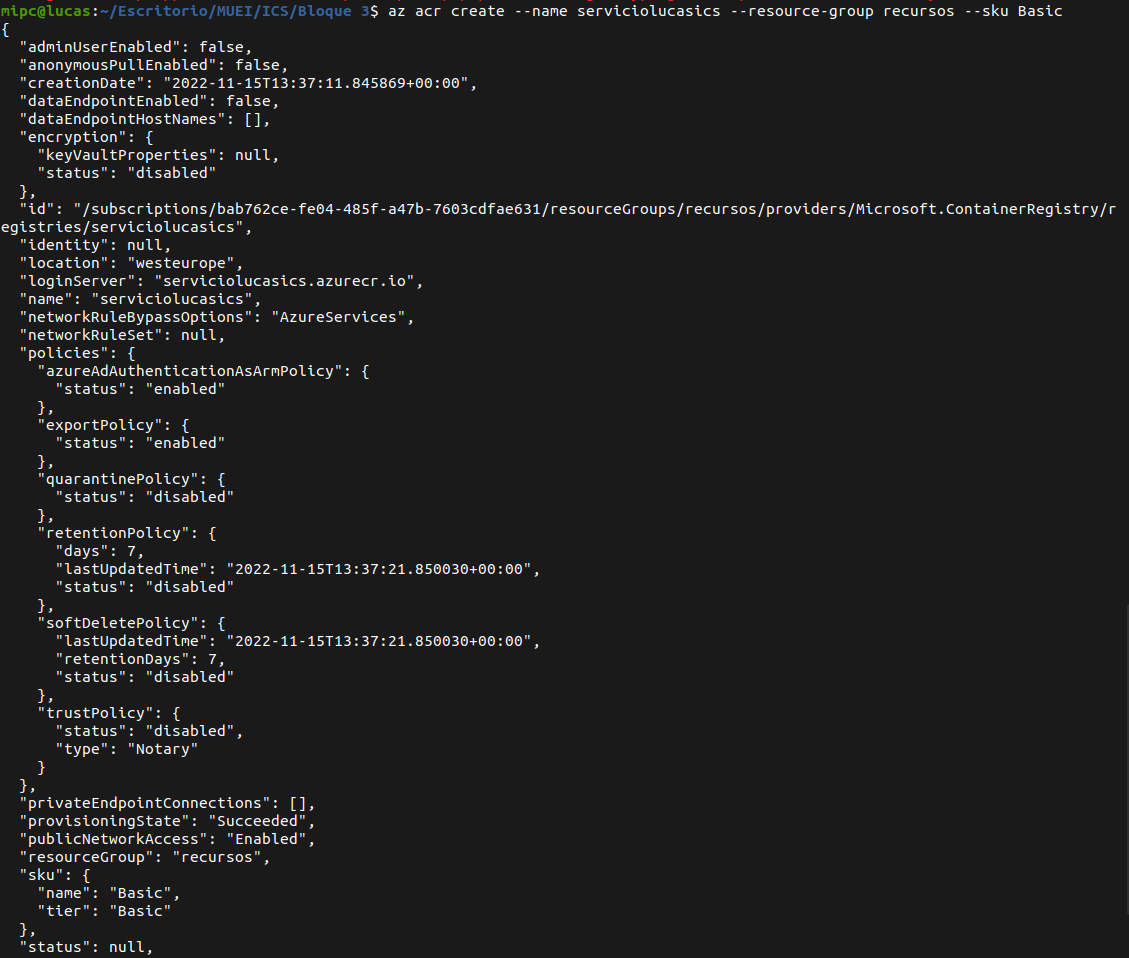 mipc@lucas:~/Escritorio/MUEI/ICS/Bloque 3$ az acr create --name serviciolucasics --resource-group recursos --sku Basic
{
  "adminUserEnabled": false,
  "anonymousPullEnabled": false,
  "creationDate": "2022-11-15T13:37:11.845869+00:00",
  "dataEndpointEnabled": false,
  "dataEndpointHostNames": [],
  "encryption": {
    "keyVaultProperties": null,
    "status": "disabled"
  },
  "id": "/subscriptions/bab762ce-fe04-485f-a47b-7603cdfae631/resourceGroups/recursos/providers/Microsoft.ContainerRegistry/r
egistries/serviciolucasics",
  "identity": null,
  "location": "westeurope",
  "loginServer": "serviciolucasics.azurecr.io",
  "name": "serviciolucasics",
  "networkRuleBypassOptions": "AzureServices",
  "networkRuleSet": null,
  "policies": {
    "azureAdAuthenticationAsArmPolicy": {
      "status": "enabled"
    },
    "exportPolicy": {
      "status": "enabled"
    },
    "quarantinePolicy": {
      "status": "disabled"
    },
    "retentionPolicy": {
      "days": 7,
      "lastUpdatedTime": "2022-11-15T13:37:21.850030+00:00",
      "status": "disabled"
    },
    "softDeletePolicy": {
      "lastUpdatedTime": "2022-11-15T13:37:21.850030+00:00",
      "retentionDays": 7,
      "status": "disabled"
    },
    "trustPolicy": {
      "status": "disabled",
      "type": "Notary"
    }
  },
  "privateEndpointConnections": [],
  "provisioningState": "Succeeded",
  "publicNetworkAccess": "Enabled",
  "resourceGroup": "recursos",
  "sku": {
    "name": "Basic",
    "tier": "Basic"
  },
  "status": null,